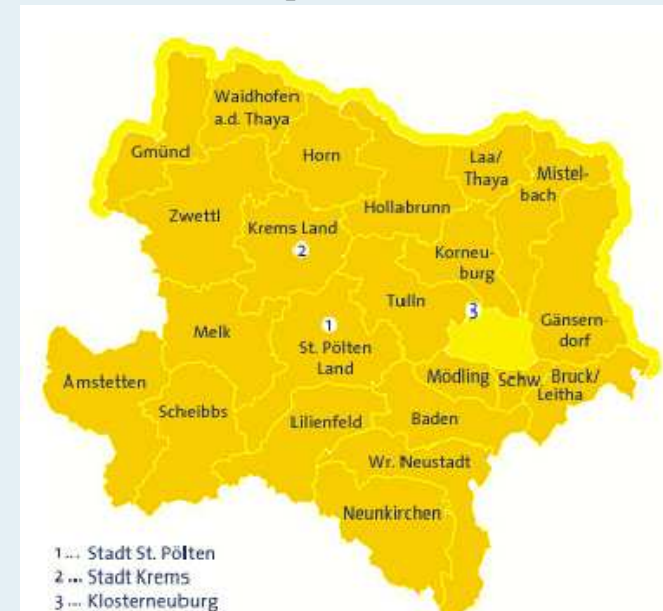 Waidhofen
a.d. Thaya
Gmünd
Horn
Laa/
Thaya
Mistel-
bach
Zwettl
Hollabrunn
Krems Land
2
Korneu-
burg
Tulln
3
1
St. Pölten
Land
Gänsern-
dorf
Melk
Mödling
Schw.
Bruck/
Leitha
Amstetten
Scheibbs
Lilienfeld
Baden
Wr. Neustadt
Neunkirchen
1 ... Stadt St. Pölten
2 ... Stadt Krems
3 ... Klosterneuburg